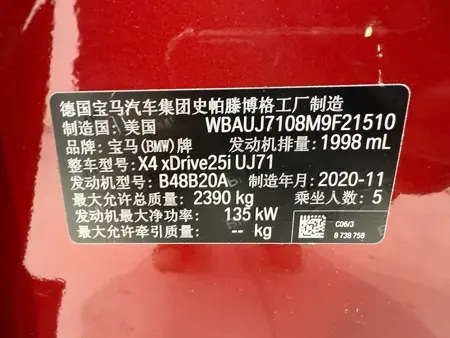 德国宝马汽车集团史帕滕博格工厂制造
制造国：美国 WBAUJ7108M9F21510
品牌：宝马(BMW)牌 发动机排量：1998 mL
整车型号：X4 xDrive25i UJ71
发动机型号：B48B20A 制造年月：2020-11
最大允许总质量：2390 kg 乘坐人数：5
发动机最大净功率：135 kW
最大允许牵引质量：-- kg
C06/3
8 738 758